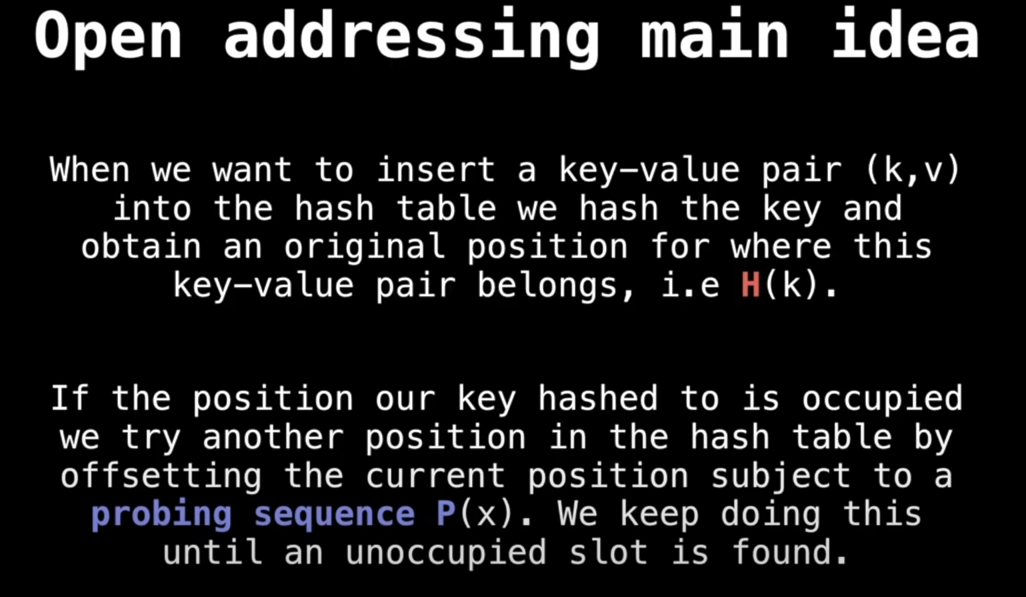 Open addressing main idea
When we want to insert a key-value pair (k,v)
into the hash table we hash the key and
obtain an original position for where this
key-value pair belongs, i.e H(k).
If the position our key hashed to is occupied
we try another position in the hash table by
offsetting the current position subject to a
probing sequence P(x). We keep doing this
until an unoccupied slot is found.